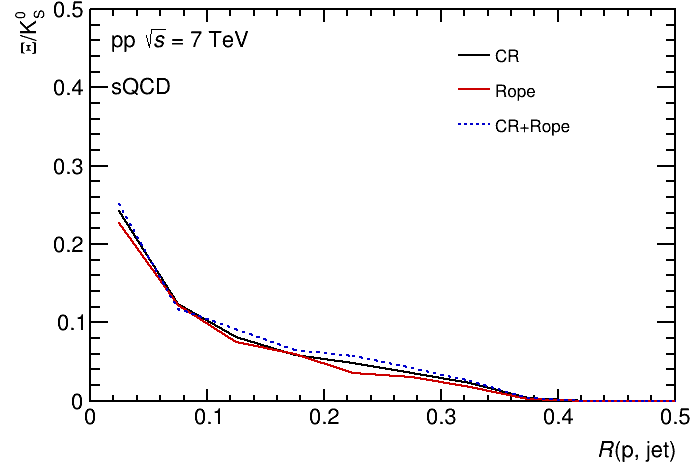 Ξ/K⁰_S
pp √s = 7 TeV
sQCD
CR
Rope
CR+Rope
0.5
0.4
0.3
0.2
0.1
0
0 0.1 0.2 0.3 0.4 0.5
R(p, jet)